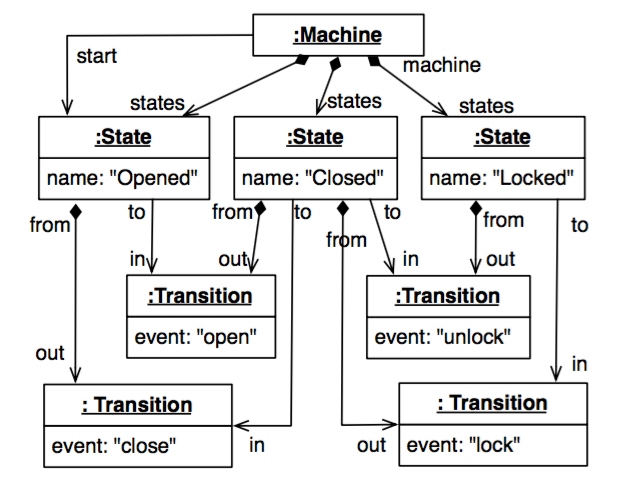 :Machine
start
machine
states
states
states
:State
:State
:State
name: "Opened"
name: "Closed"
name: "Locked"
from
to
from
to
from
to
from
to
in
out
in
out
:Transition
:Transition
event: "open"
event: "unlock"
out
in
: Transition
: Transition
event: "close"
in
out
event: "lock"